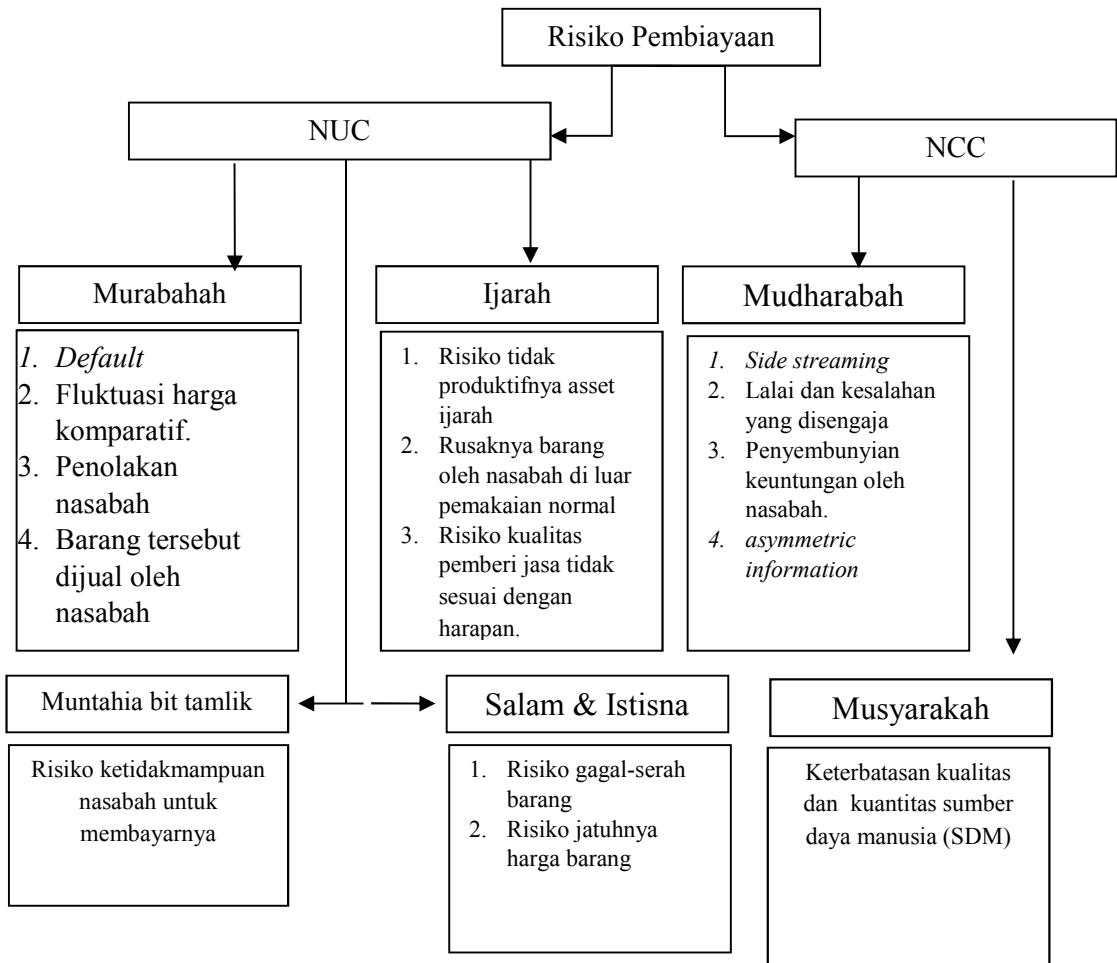 Risiko Pembiayaan
NUC
NCC
Murabahah
1. Default
2. Fluktuasi harga
komparatif.
3. Penolakan
nasabah
4. Barang tersebut
dijual oleh
nasabah
Ijarah
1. Risiko tidak
produktifnya asset
ijarah
2. Rusaknya barang
oleh nasabah di luar
pemakaian normal
3. Risiko kualitas
pemberi jasa tidak
sesuai dengan
harapan.
Mudharabah
1. Side streaming
2. Lalai dan kesalahan
yang disengaja
3. Penyembunyian
keuntungan oleh
nasabah.
4. asymmetric
information
Muntahia bit tamlik
Risiko ketidakmampuan
nasabah untuk
membayarnya
Salam & Istisna
1. Risiko gagal-serah
barang
2. Risiko jatuhnya
harga barang
Musyarakah
Keterbatasan kualitas
dan kuantitas sumber
daya manusia (SDM)